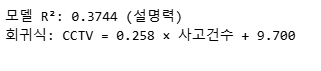 모델 R²: 0.3744 (설명력)
회귀식: CCTV = 0.258 × 사고건수 + 9.700